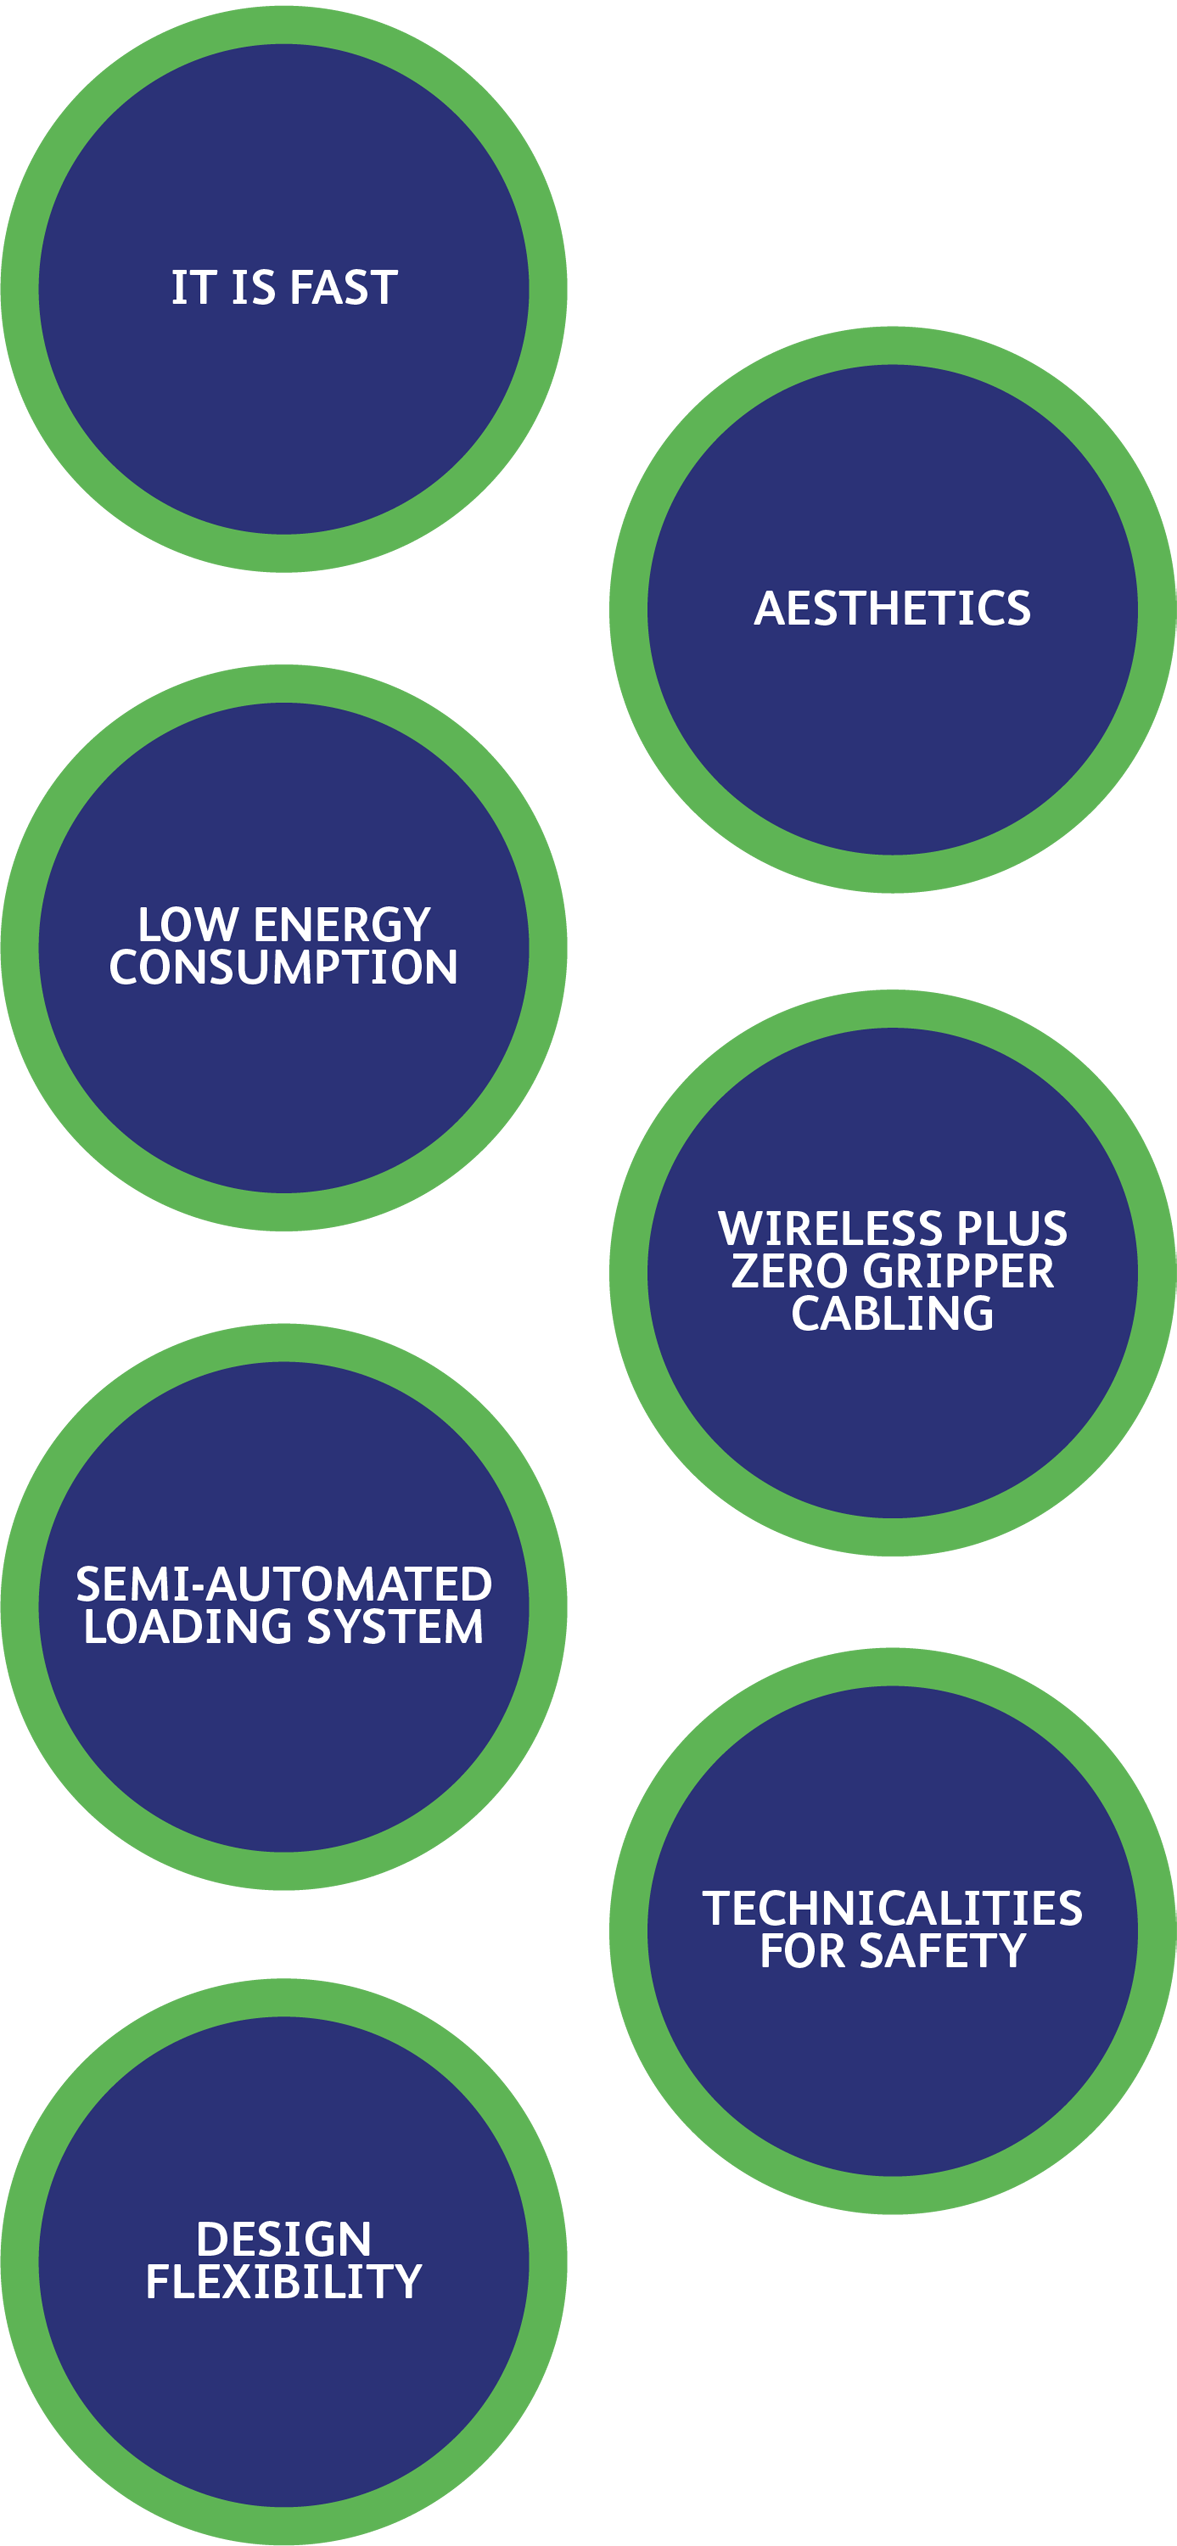 IT IS FAST
AESTHETICS
LOW ENERGY
CONSUMPTION
WIRELESS PLUS
ZERO GRIPPER
CABLING
SEMI-AUTOMATED
LOADING SYSTEM
TECHNICALITIES
FOR SAFETY
DESIGN
FLEXIBILITY